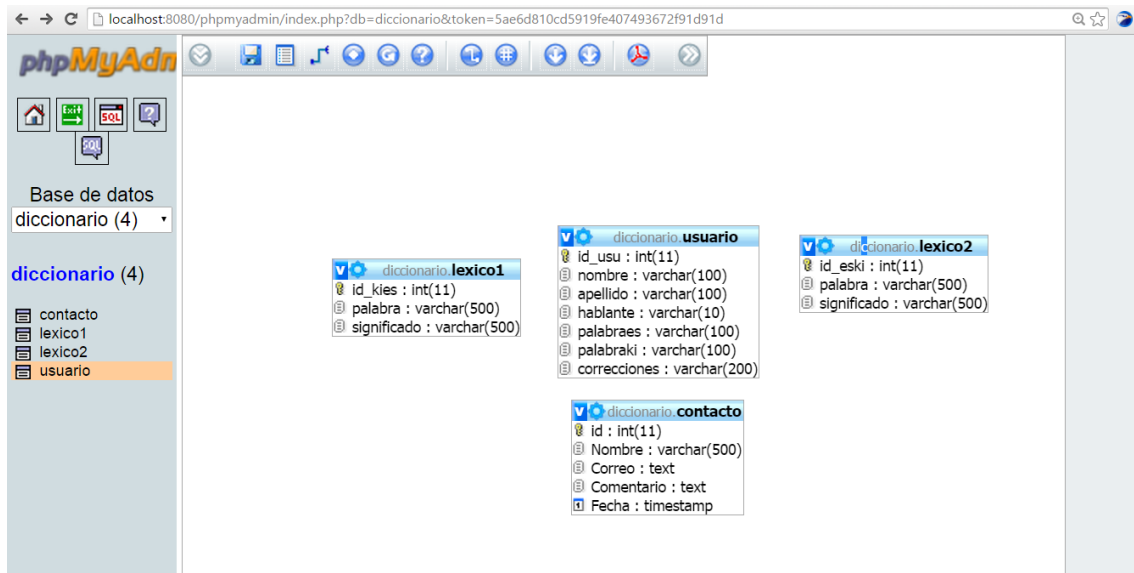 localhost:8080/phpmyadmin/index.php?db=diccionario&token=5ae6d810cd5919fe407493672f91d91d
phpMyAdn
Exit
SQL
SQL
Base de datos
diccionario (4)
diccionario (4)
contacto
lexico1
lexico2
usuario
diccionario.lexico1
id_kies : int(11)
palabra : varchar(500)
significado : varchar(500)
diccionario.usuario
id_usu : int(11)
nombre : varchar(100)
apellido : varchar(100)
hablante : varchar(10)
palabraes : varchar(100)
palabraki : varchar(100)
correcciones : varchar(200)
diccionario.lexico2
id_eski : int(11)
palabra : varchar(500)
significado : varchar(500)
diccionario.contacto
id : int(11)
Nombre : varchar(500)
Correo : text
Comentario : text
Fecha : timestamp